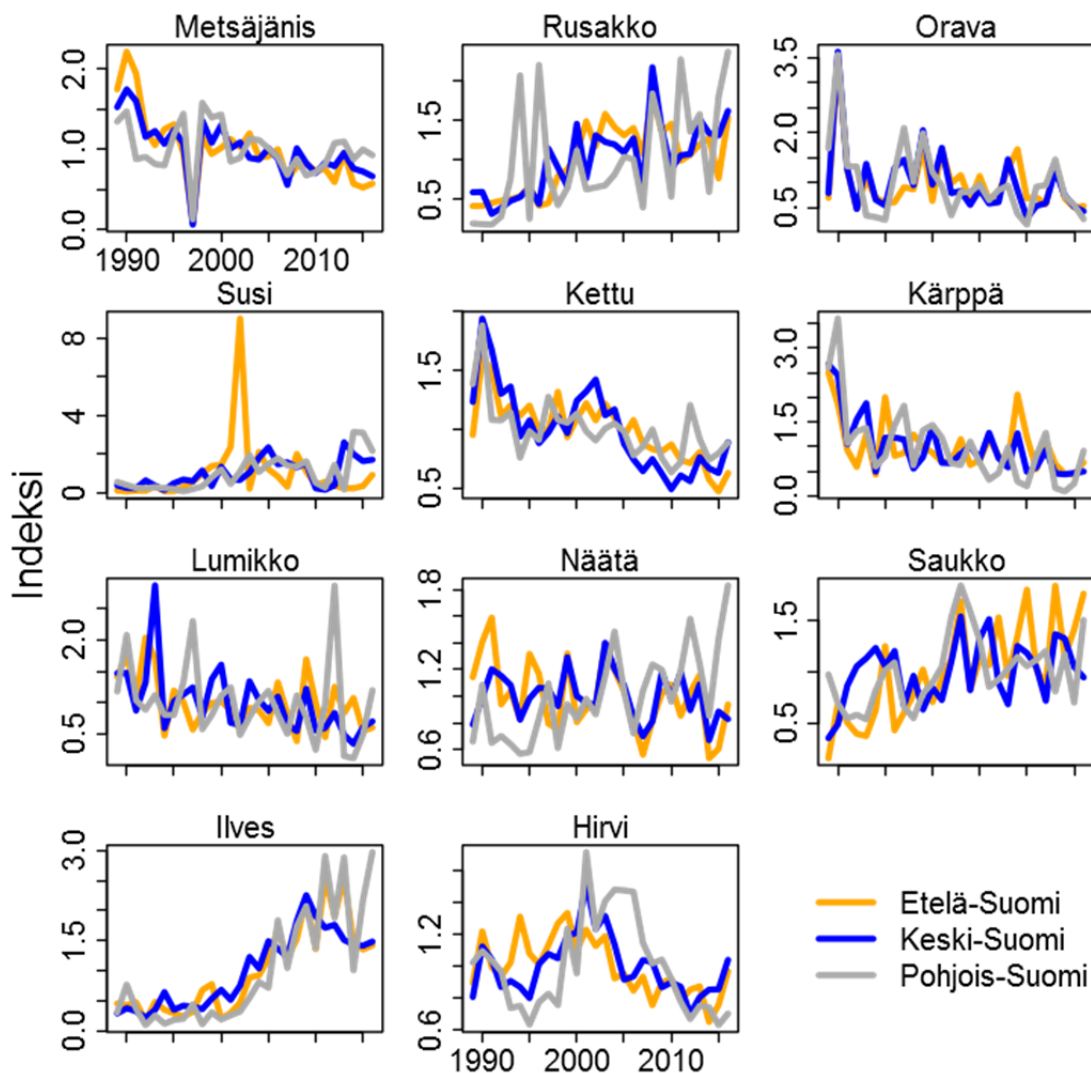 Metsäjänis Rusakko Orava
2.0 1.0 0.0
1.5 0.5
3.5 2.0 0.5
1990 2000 2010
Susi Kettu Kärppä
8 4 0
1.5 0.5
3.0 1.5 0.0
Indeksi
Lumikko Näätä Saukko
2.0 0.5
1.8 1.2 0.6
1.5 0.5
Ilves Hirvi
3.0 1.5 0.0
1.2 0.6
Etelä-Suomi
Keski-Suomi
Pohjois-Suomi
1990 2000 2010